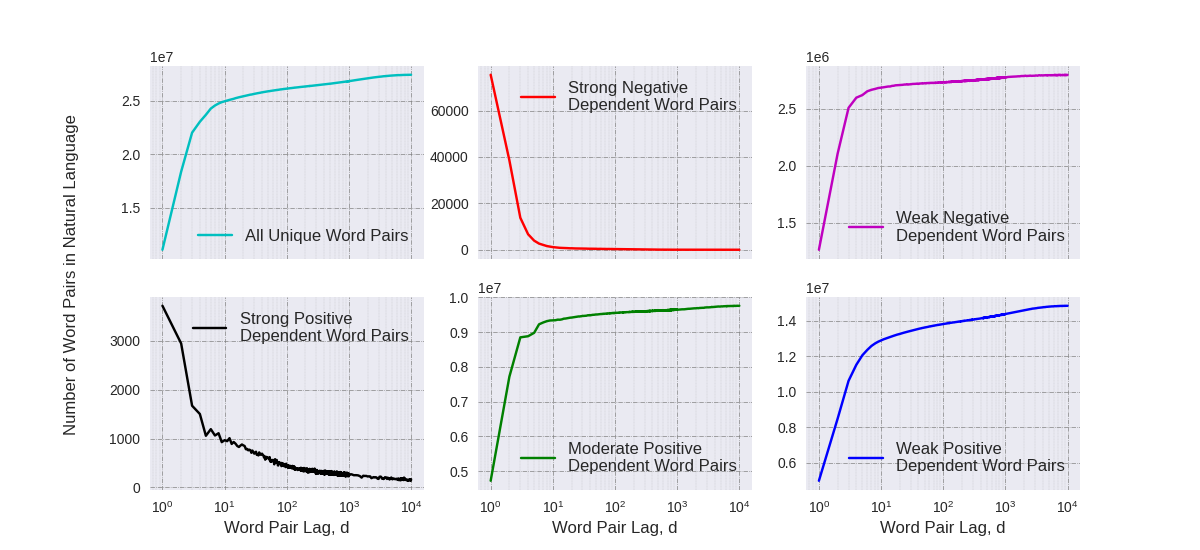 Number of Word Pairs in Natural Language
1e7
2.5
2.0
1.5
All Unique Word Pairs
60000
40000
20000
0
Strong Negative
Dependent Word Pairs
1e6
2.5
2.0
1.5
Weak Negative
Dependent Word Pairs
3000
2000
1000
0
Strong Positive
Dependent Word Pairs
10⁰ 10¹ 10² 10³ 10⁴
Word Pair Lag, d
1e7
1.0
0.9
0.8
0.7
0.6
0.5
Moderate Positive
Dependent Word Pairs
10⁰ 10¹ 10² 10³ 10⁴
Word Pair Lag, d
1e7
1.4
1.2
1.0
0.8
0.6
Weak Positive
Dependent Word Pairs
10⁰ 10¹ 10² 10³ 10⁴
Word Pair Lag, d